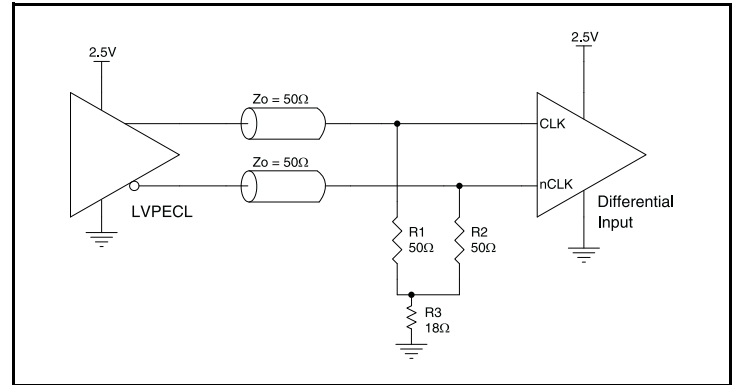 2.5V
2.5V
Zo = 50Ω
CLK
Zo = 50Ω
nCLK
LVPECL
Differential
Input
R1
50Ω
R2
50Ω
R3
18Ω